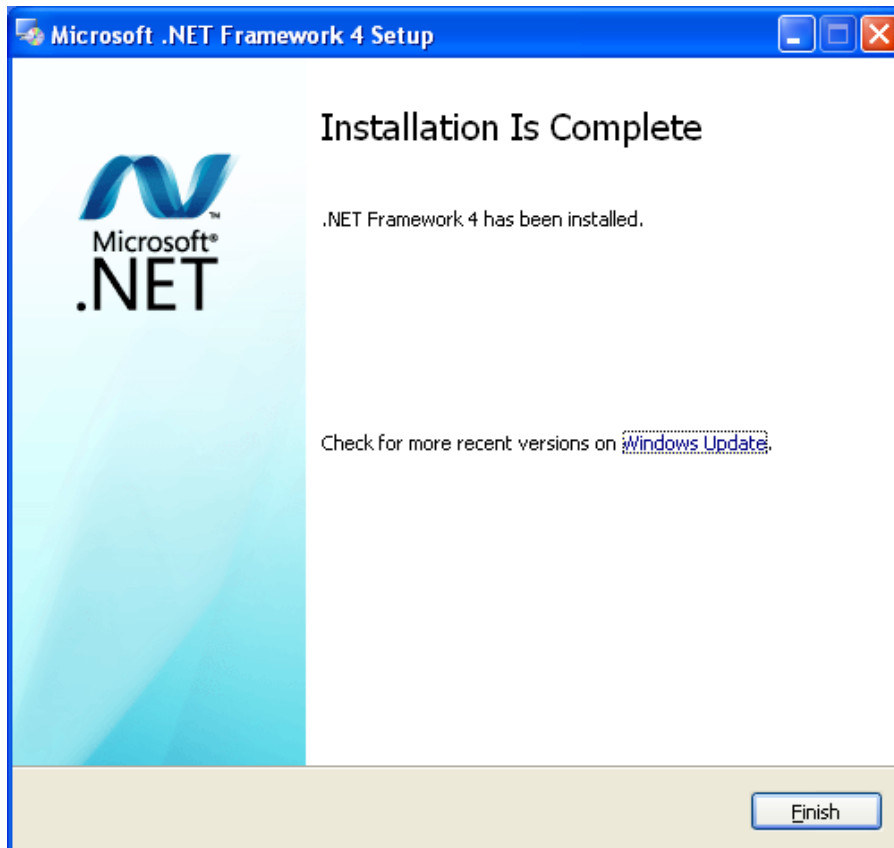 Microsoft .NET Framework 4 Setup
Installation Is Complete
Microsoft®
.NET
™
.NET Framework 4 has been installed.
Check for more recent versions on Windows Update.
Finish